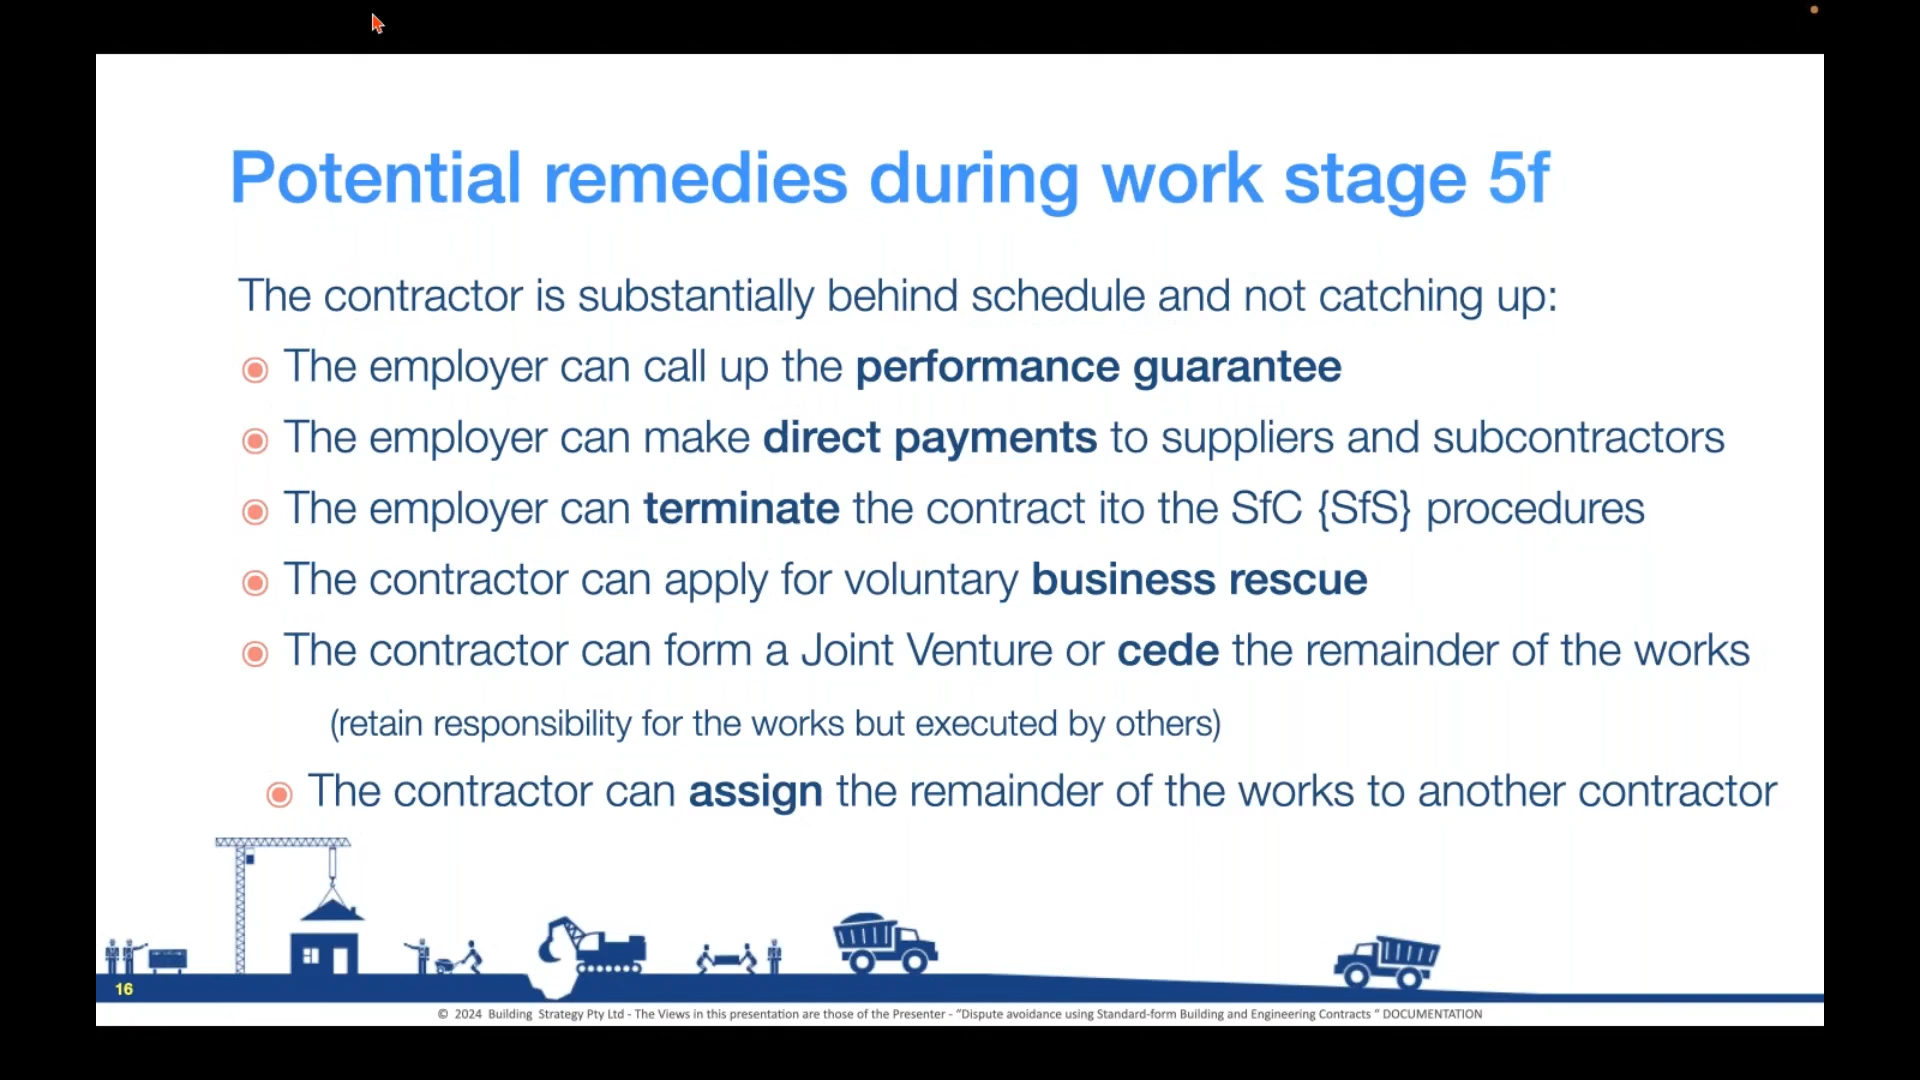 Potential remedies during work stage 5f
The contractor is substantially behind schedule and not catching up:
The employer can call up the performance guarantee
The employer can make direct payments to suppliers and subcontractors
The employer can terminate the contract ito the SfC {SfS} procedures
The contractor can apply for voluntary business rescue
The contractor can form a Joint Venture or cede the remainder of the works
(retain responsibility for the works but executed by others)
The contractor can assign the remainder of the works to another contractor
16
© 2024 Building Strategy Pty Ltd - The Views in this presentation are those of the Presenter - “Dispute avoidance using Standard-form Building and Engineering Contracts “ DOCUMENTATION